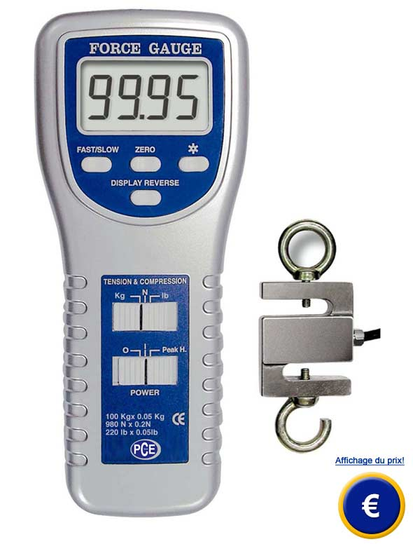 FORCE GAUGE
99.95
FAST/SLOW ZERO ✲
DISPLAY REVERSE
TENSION & COMPRESSION
Kg N lb
O Peak H.
POWER
100 Kgx 0.05 Kg
980 N x 0.2N
220 lb x 0.05lb
CE
PCE
Affichage du prix!
€